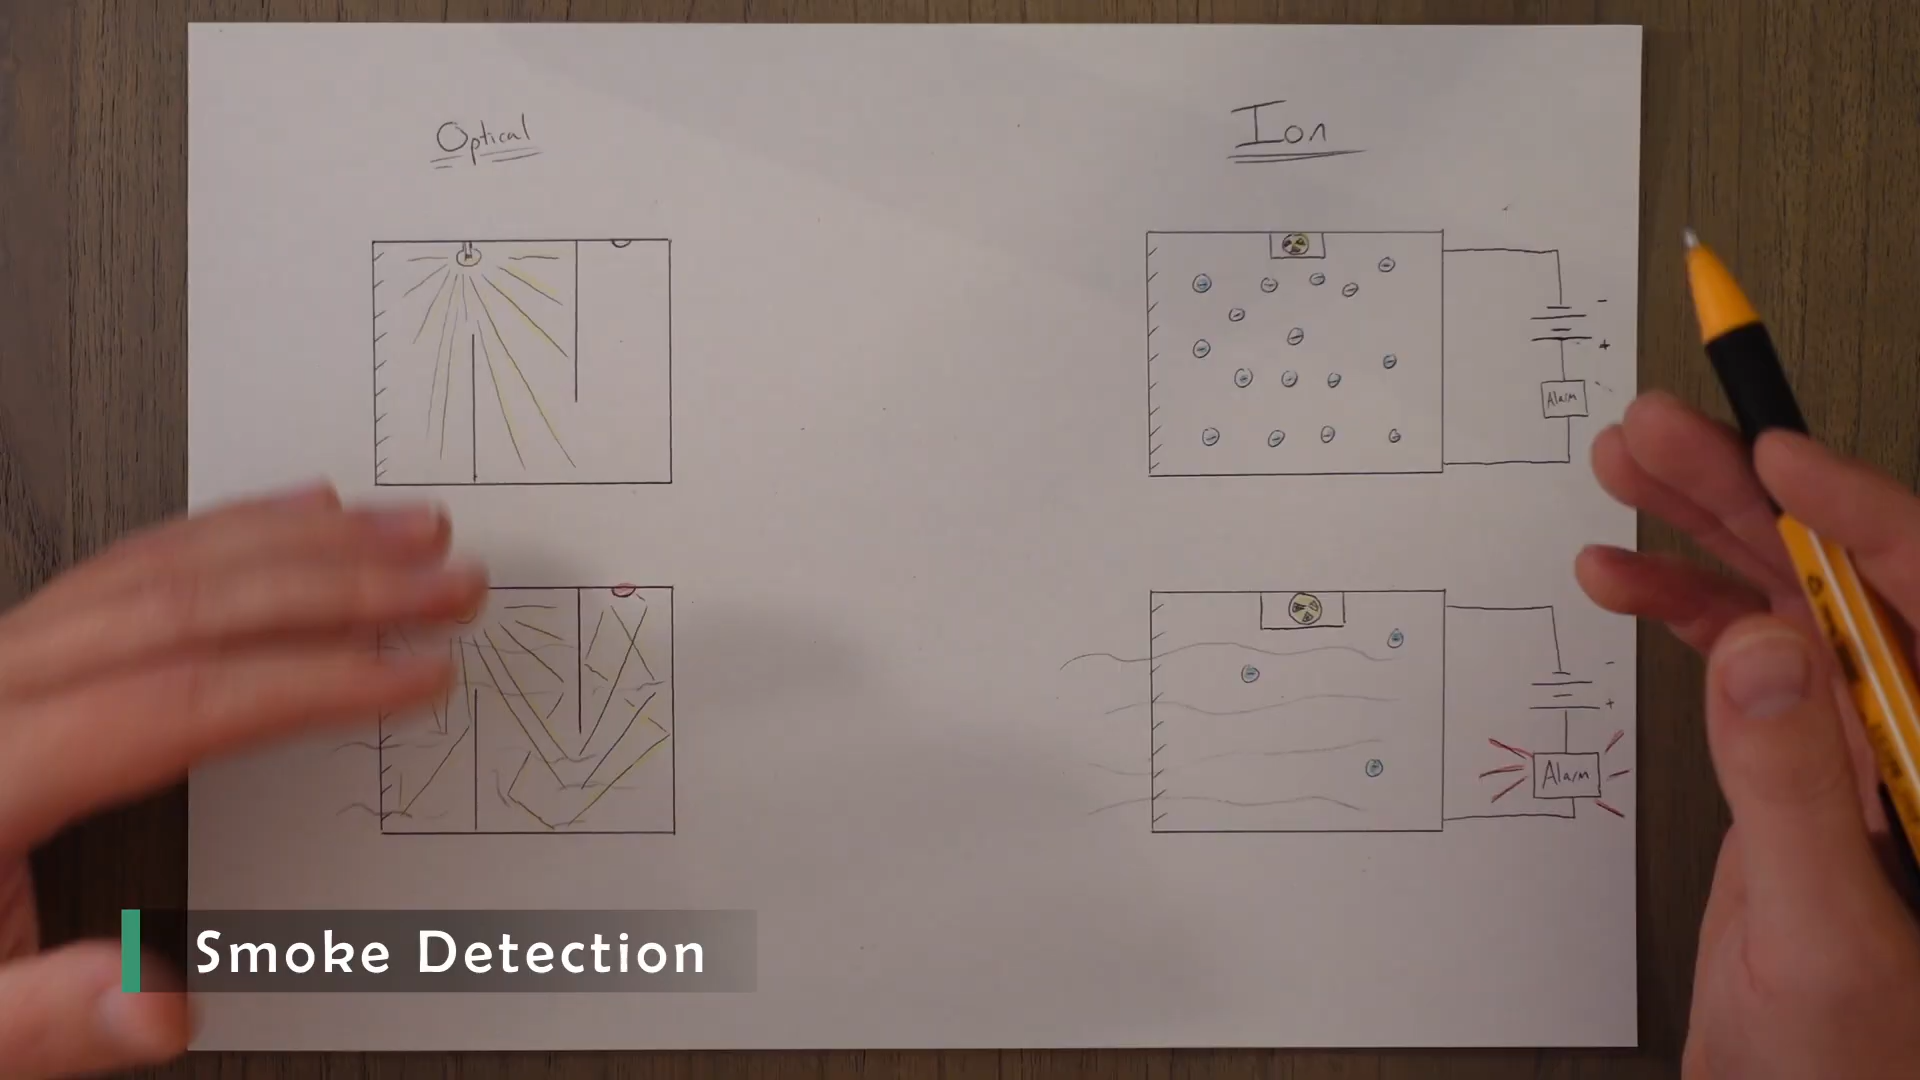 Optical
Ion
-
+
Alarm
-
+
Alarm
Smoke Detection